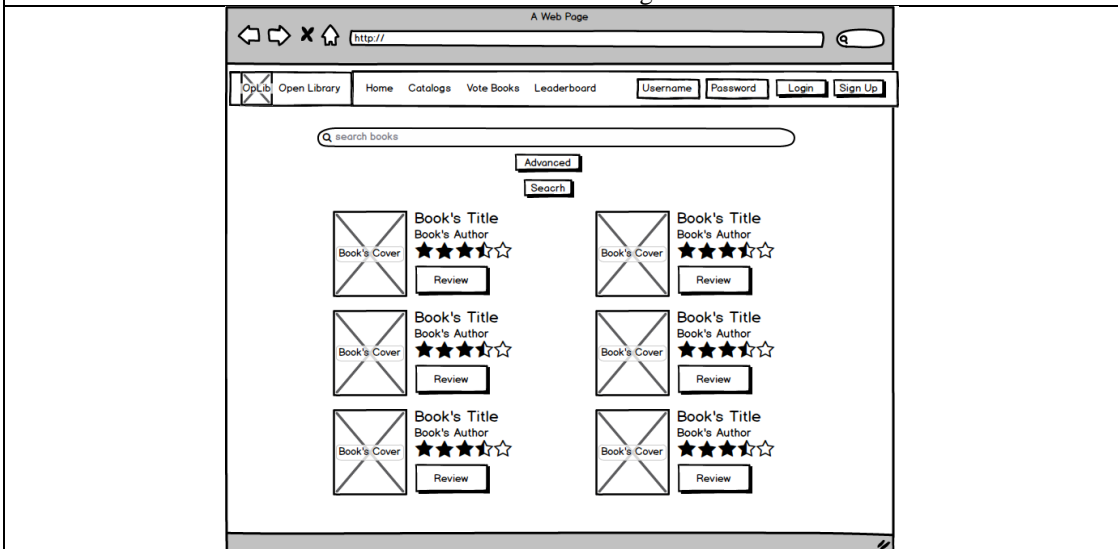 A Web Page
http://
OpLib Open Library Home Catalogs Vote Books Leaderboard Username Password Login Sign Up
search books
Advanced
Seacrh
Book's Title Book's Title
Book's Author Book's Author
Book's Cover Book's Cover
Review Review
Book's Title Book's Title
Book's Author Book's Author
Book's Cover Book's Cover
Review Review
Book's Title Book's Title
Book's Author Book's Author
Book's Cover Book's Cover
Review Review